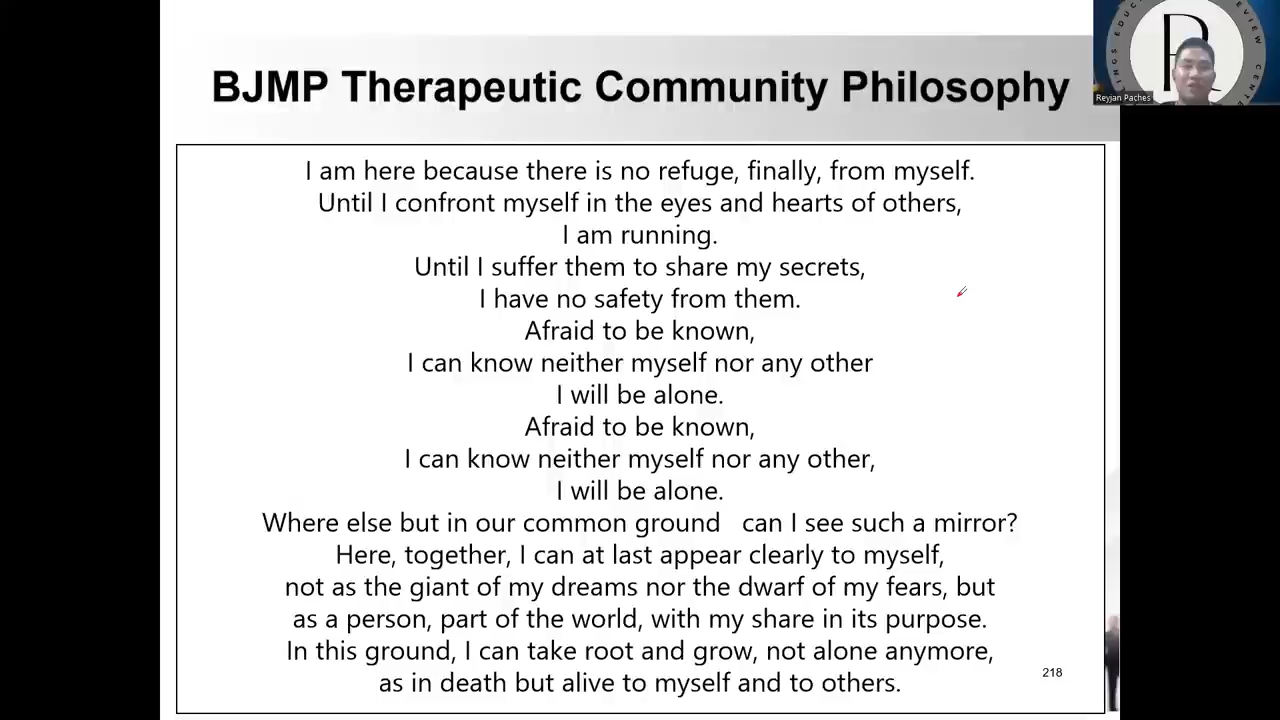 BJMP Therapeutic Community Philosophy
Reyjan Paches
I am here because there is no refuge, finally, from myself.
Until I confront myself in the eyes and hearts of others,
I am running.
Until I suffer them to share my secrets,
I have no safety from them.
Afraid to be known,
I can know neither myself nor any other
I will be alone.
Afraid to be known,
I can know neither myself nor any other,
I will be alone.
Where else but in our common ground can I see such a mirror?
Here, together, I can at last appear clearly to myself,
not as the giant of my dreams nor the dwarf of my fears, but
as a person, part of the world, with my share in its purpose.
In this ground, I can take root and grow, not alone anymore,
as in death but alive to myself and to others.
218